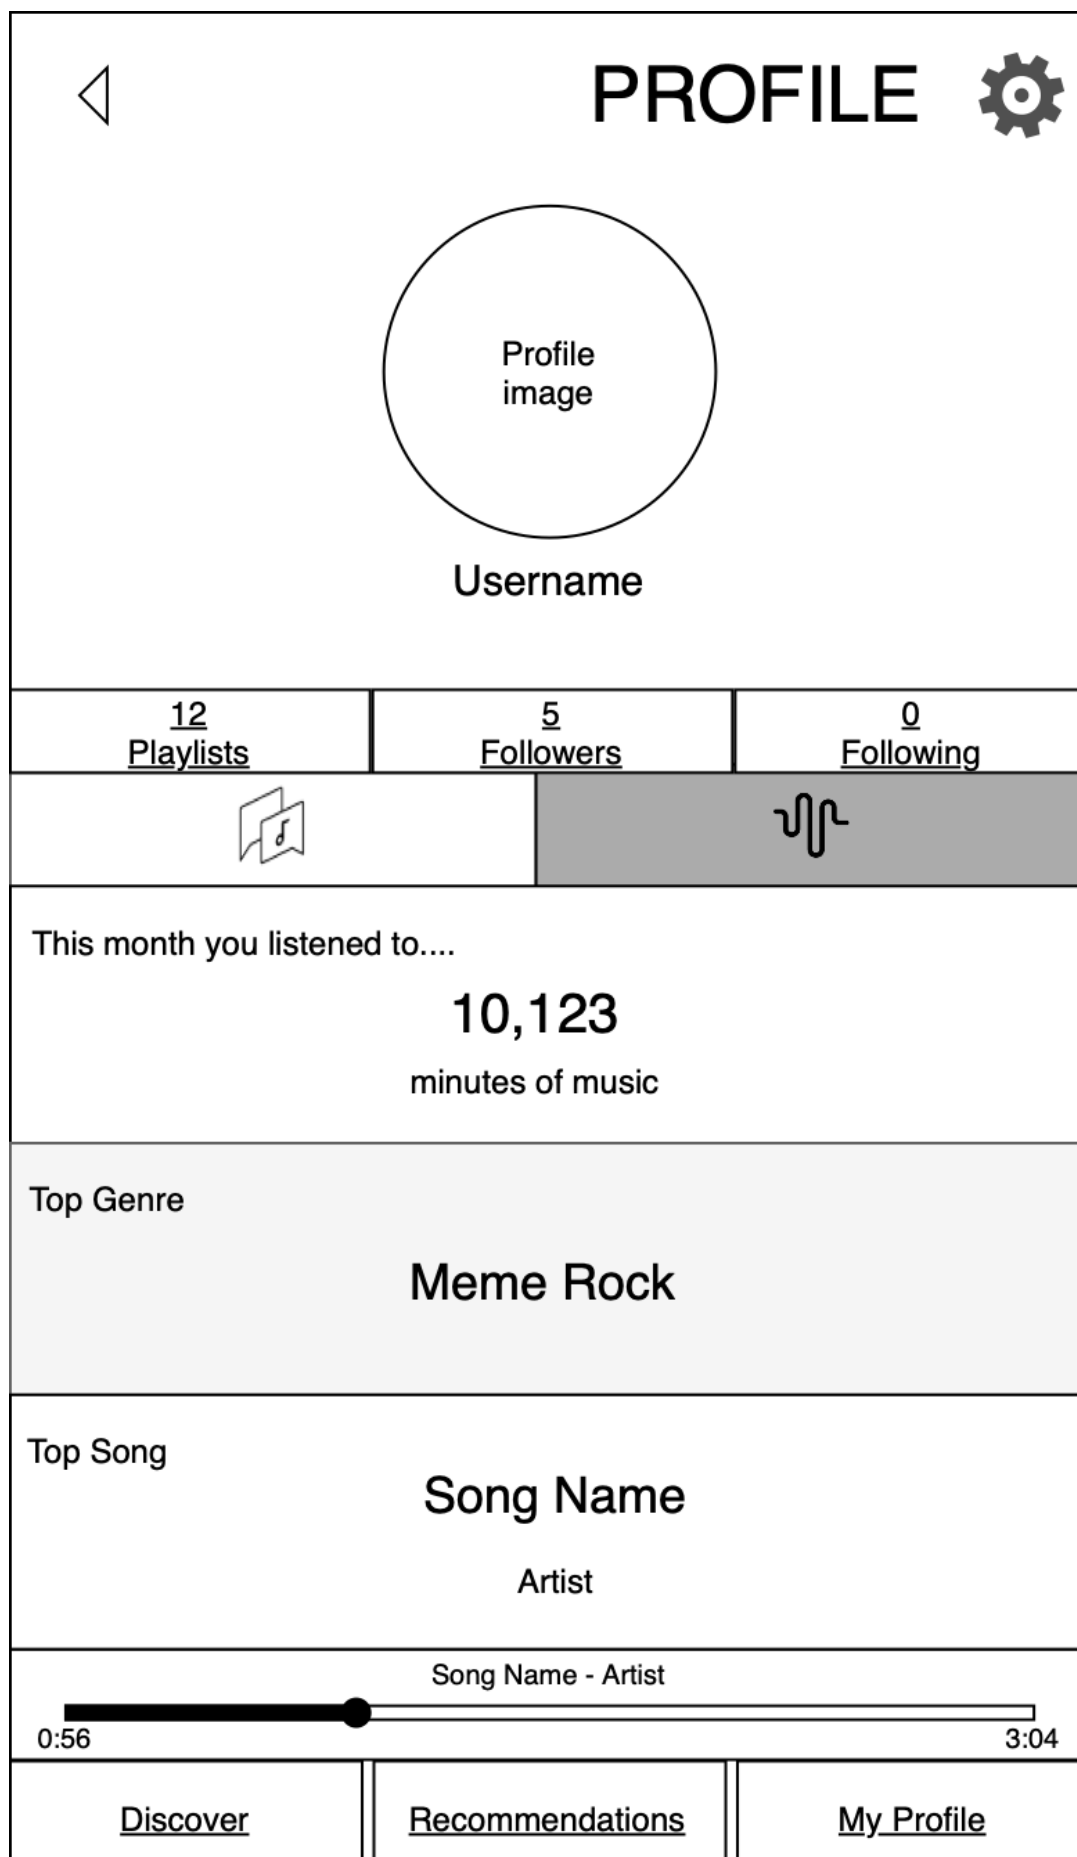 PROFILE
Profile
image
Username
12
Playlists
5
Followers
0
Following
This month you listened to....
10,123
minutes of music
Top Genre
Meme Rock
Top Song
Song Name
Artist
Song Name - Artist
0:56
3:04
Discover
Recommendations
My Profile